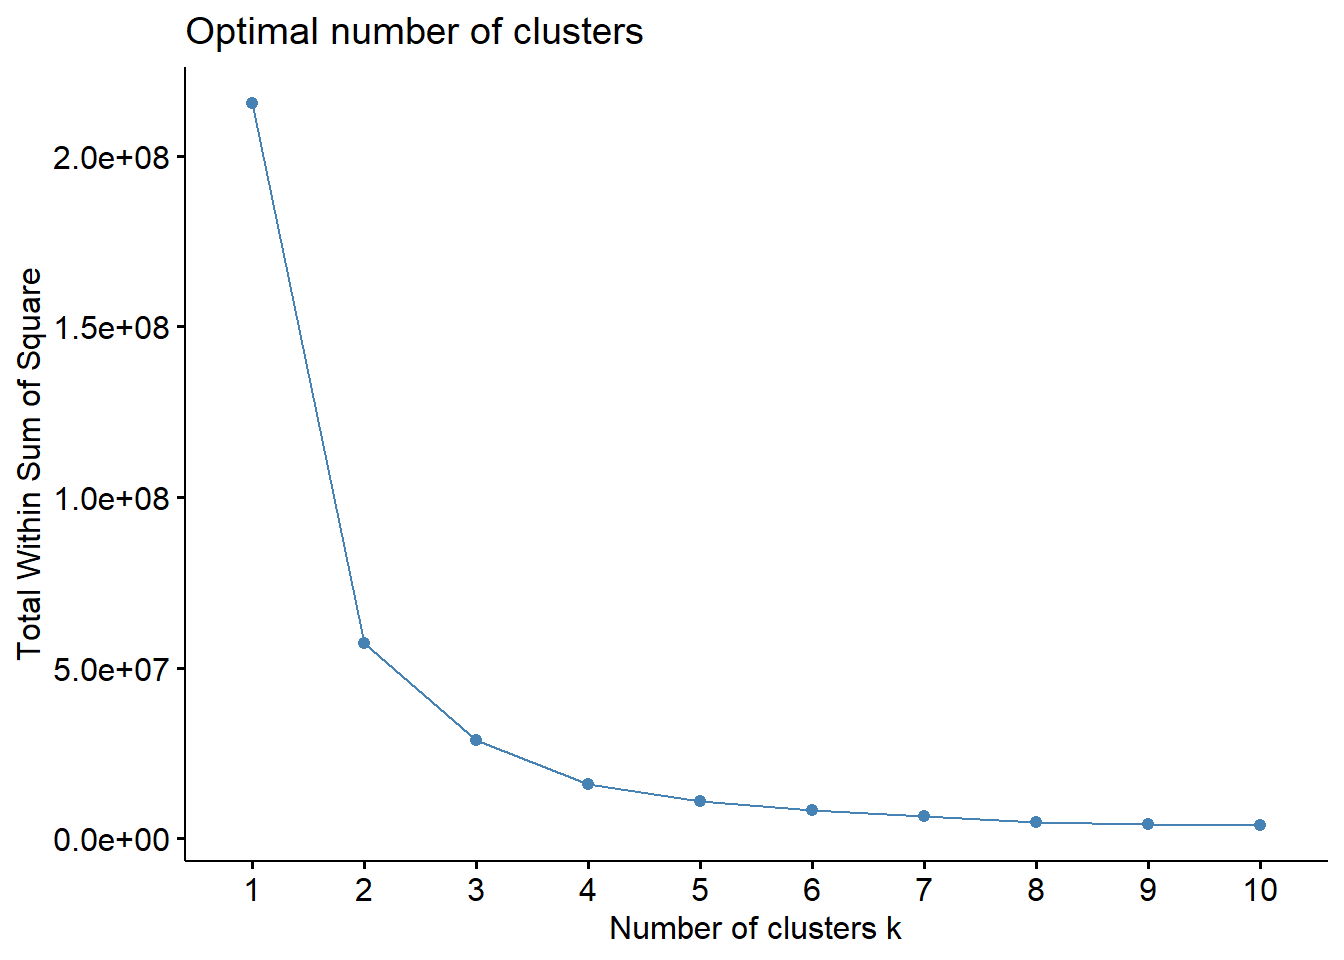 Optimal number of clusters
Total Within Sum of Square
2.0e+08
1.5e+08
1.0e+08
5.0e+07
0.0e+00
1 2 3 4 5 6 7 8 9 10
Number of clusters k